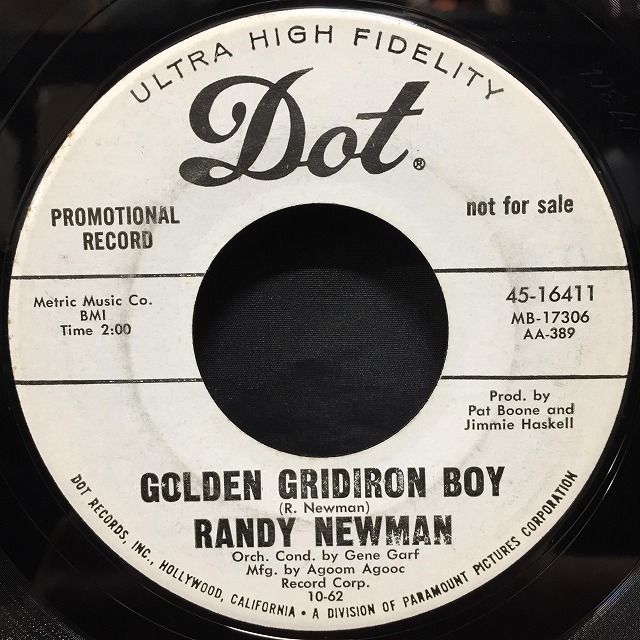 ULTRA HIGH FIDELITY
Dot®
PROMOTIONAL
RECORD
not for sale
Metric Music Co.
BMI
Time 2:00
45-16411
MB-17306
AA-389
Prod. by
Pat Boone and
Jimmie Haskell
GOLDEN GRIDIRON BOY
(R. Newman)
RANDY NEWMAN
Orch. Cond. by Gene Garf
Mfg. by Agoom Agooc
Record Corp.
10-62
DOT RECORDS, INC., HOLLYWOOD, CALIFORNIA • A DIVISION OF PARAMOUNT PICTURES CORPORATION